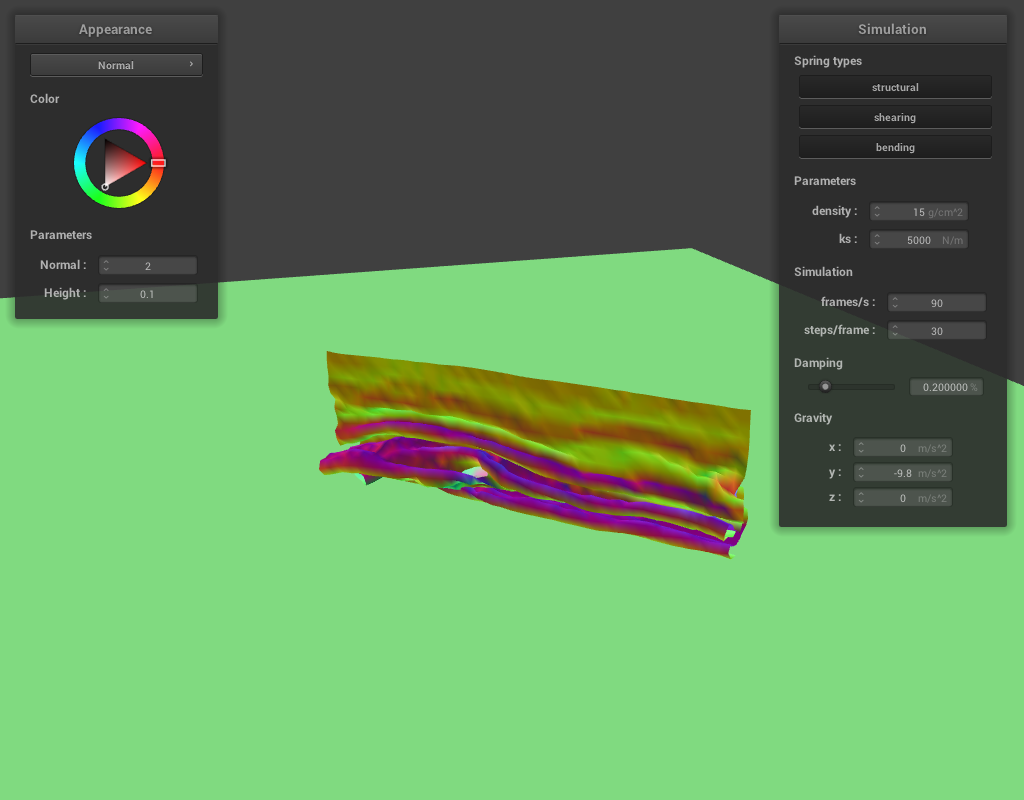 Appearance
Normal
Color
Parameters
Normal : 2
Height : 0.1
Simulation
Spring types
structural
shearing
bending
Parameters
density : 15 g/cm^2
ks : 5000 N/m
Simulation
frames/s : 90
steps/frame : 30
Damping
0.200000 %
Gravity
x : 0 m/s^2
y : -9.8 m/s^2
z : 0 m/s^2